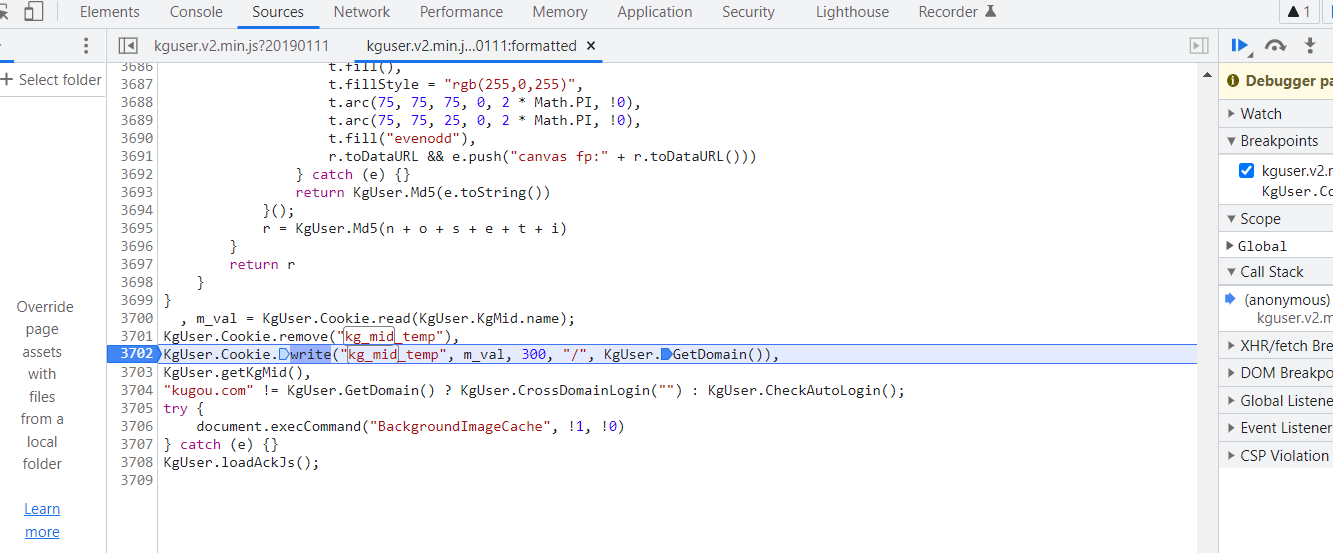 Elements Console Sources Network Performance Memory Application Security Lighthouse Recorder 1
kguser.v2.min.js?20190111 kguser.v2.min.j...0111:formatted ×
+ Select folder
Override
page
assets
with
files
from a
local
folder
Learn
more
3686 t.fill(),
3687 t.fillStyle = "rgb(255,0,255)",
3688 t.arc(75, 75, 75, 0, 2 * Math.PI, !0),
3689 t.arc(75, 75, 25, 0, 2 * Math.PI, !0),
3690 t.fill("evenodd"),
3691 r.toDataURL && e.push("canvas fp:" + r.toDataURL()))
3692 } catch (e) {}
3693 return KgUser.Md5(e.toString())
3694 }();
3695 r = KgUser.Md5(n + o + s + e + t + i)
3696 }
3697 return r
3698 }
3699 }
3700 , m_val = KgUser.Cookie.read(KgUser.KgMid.name);
3701 KgUser.Cookie.remove("kg_mid_temp"),
3702 KgUser.Cookie.write("kg_mid_temp", m_val, 300, "/", KgUser.GetDomain()),
3703 KgUser.getKgMid(),
3704 "kugou.com" != KgUser.GetDomain() ? KgUser.CrossDomainLogin("") : KgUser.CheckAutoLogin();
3705 try {
3706 document.execCommand("BackgroundImageCache", !1, !0)
3707 } catch (e) {}
3708 KgUser.loadAckJs();
3709
Debugger pa
Watch
Breakpoints
kguser.v2.m
KgUser.Co
Scope
Global
Call Stack
(anonymous)
kguser.v2.m
XHR/fetch Bre
DOM Breakpo
Global Listene
Event Listener
CSP Violation